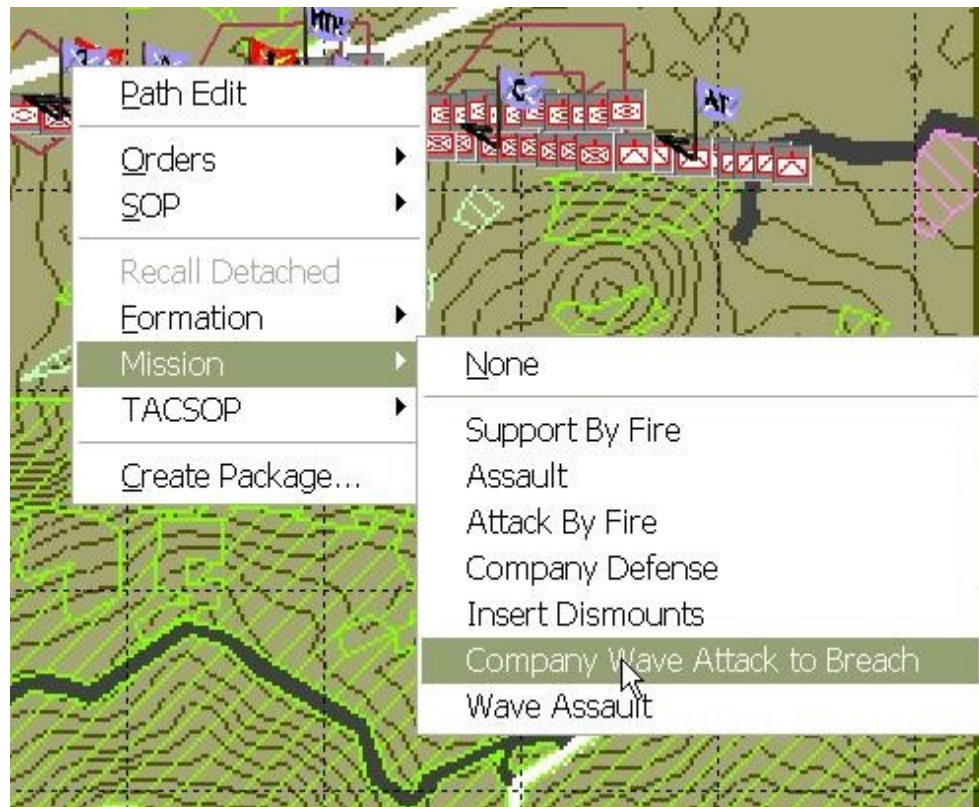 C
AT
Path Edit
Orders
SOP
Recall Detached
Formation
Mission
TACSOP
Create Package...
None
Support By Fire
Assault
Attack By Fire
Company Defense
Insert Dismounts
Company Wave Attack to Breach
Wave Assault